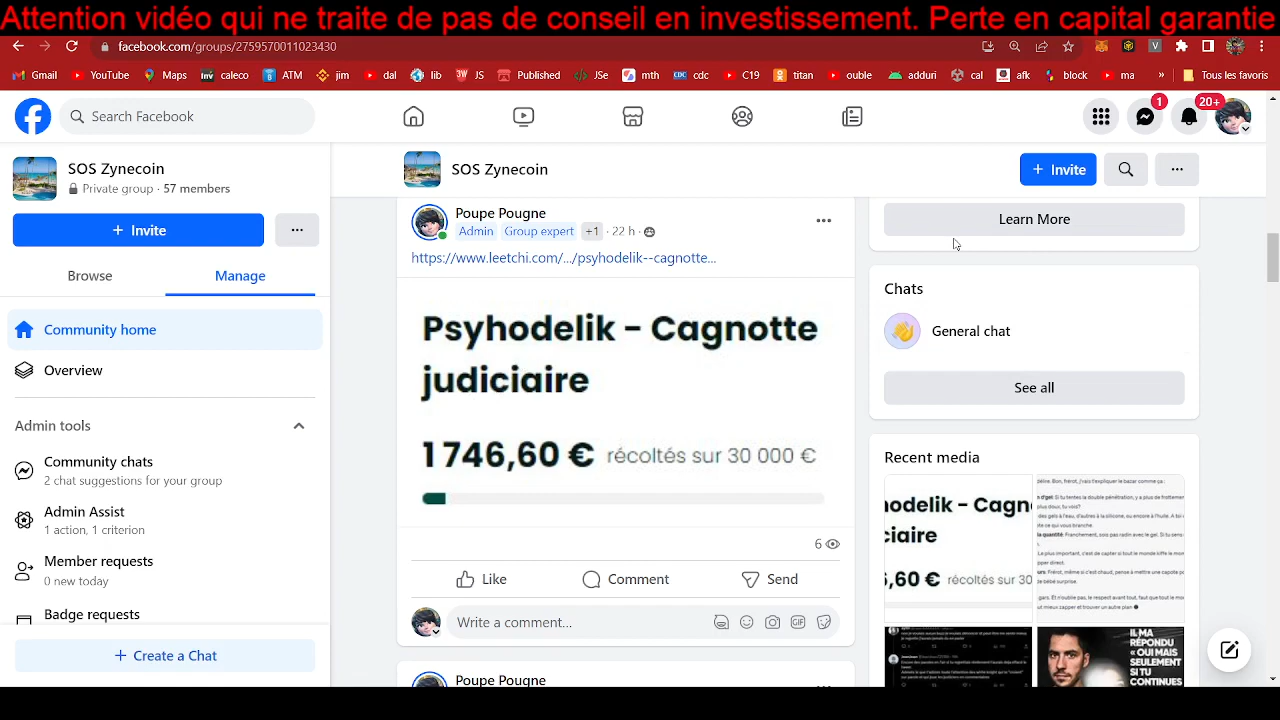 Attention vidéo qui ne traite de pas de conseil en investissement. Perte en capital garantie
facebook.com/groups/2759570011023430
Gmail YouTube Maps caleco ATM jim dal lib JS Published JSe mth cdc C19 titan ouble adduri cal afk block ma » Tous les favoris
Search Facebook
1
20+
SOS Zynecoin
Private group · 57 members
+ Invite
...
Browse
Manage
Community home
Overview
Admin tools
Community chats
2 chat suggestions for your group
Admin Assist
1 action, 1 criterion
Member requests
0 new today
Badge requests
+ Create a Ch
SOS Zynecoin
+ Invite
...
Poupe Pougne
Admin Group expert +1 · 22 h ·
https://www.leetchi.com/.../psyhodelik--cagnotte...
Psyhodelik - Cagnotte
judiciaire
1 746,60 € récoltés sur 30 000 €
6
Like
Comment
Send
Write a comment...
GIF
Poupe Pougne
Learn More
Chats
General chat
See all
Recent media
hodelik - Cagn
ciaire
,60 € récoltés sur 30
IL MA
RÉPONDU
« OUI MAIS
SEULEMENT
SI TU
CONTINUES